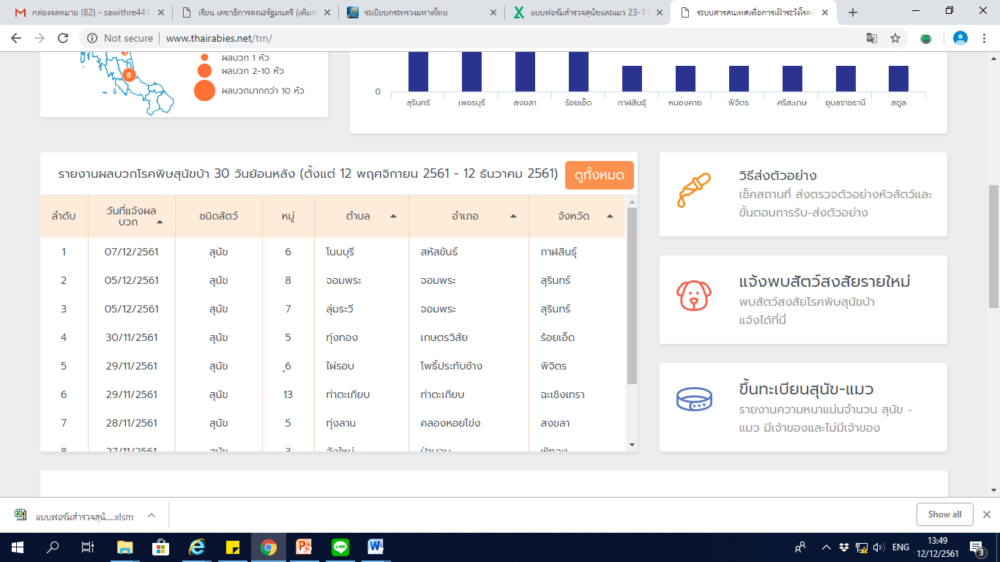 กล่องจดหมาย (82) - sawithre441
เรียน เลขาธิการคณะรัฐมนตรี (เพิ่มเติ
ระเบียบกระทรวงมหาดไทย
แบบฟอร์มสำรวจสุนัขและแมว 23-11
ระบบสารสนเทศเพื่อการเฝ้าระวังโรคพิ
Not secure | www.thairabies.net/trn/
ผลบวก 1 หัว
6
ผลบวก 2-10 หัว
ผลบวกมากกว่า 10 หัว
0
สุรินทร์ เพชรบุรี สงขลา ร้อยเอ็ด กาฬสินธุ์ หนองคาย พิจิตร ศรีสะเกษ อุบลราชธานี สตูล
รายงานผลบวกโรคพิษสุนัขบ้า 30 วันย้อนหลัง (ตั้งแต่ 12 พฤศจิกายน 2561 - 12 ธันวาคม 2561) ดูทั้งหมด
ลำดับ วันที่แจ้งผลบวก ชนิดสัตว์ หมู่ ตำบล อำเภอ จังหวัด
1 07/12/2561 สุนัข 6 โนนบุรี สหัสขันธ์ กาฬสินธุ์
2 05/12/2561 สุนัข 8 จอมพระ จอมพระ สุรินทร์
3 05/12/2561 สุนัข 7 ลุ่มระวี จอมพระ สุรินทร์
4 30/11/2561 สุนัข 5 ทุ่งทอง เกษตรวิสัย ร้อยเอ็ด
5 29/11/2561 สุนัข ุ6 ไผ่รอบ โพธิ์ประทับช้าง พิจิตร
6 29/11/2561 สุนัข 13 ท่าตะเกียบ ท่าตะเกียบ ฉะเชิงเทรา
7 28/11/2561 สุนัข 5 ทุ่งลาน คลองหอยโข่ง สงขลา
8 27/11/2561 สุนัข 3
วิธีส่งตัวอย่าง
เช็คสถานที่ ส่งตรวจตัวอย่างหัวสัตว์และ
ขั้นตอนการรับ-ส่งตัวอย่าง
แจ้งพบสัตว์สงสัยรายใหม่
พบสัตว์สงสัยโรคพิษสุนัขบ้า
แจ้งได้ที่นี่
ขึ้นทะเบียนสุนัข-แมว
รายงานความหนาแน่นจำนวน สุนัข -
แมว มีเจ้าของและไม่มีเจ้าของ
แบบฟอร์มสำรวจสุนั....xlsm
Show all
ENG
13:49
12/12/2561
3